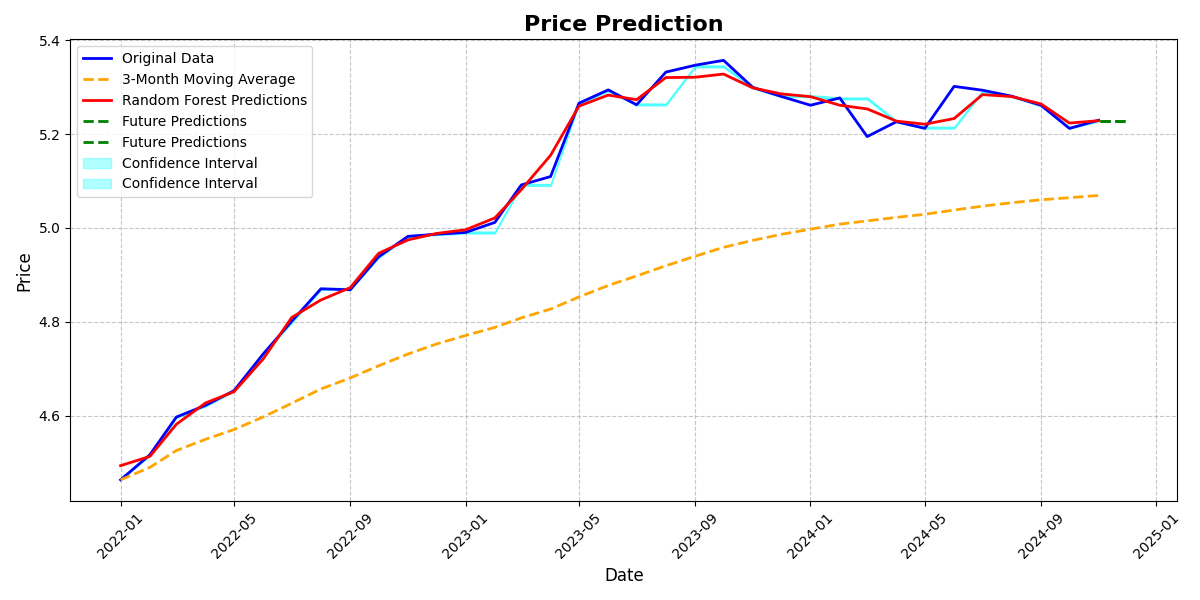 Price Prediction
5.4
5.2
5.0
4.8
4.6
Price
Original Data
3-Month Moving Average
Random Forest Predictions
Future Predictions
Future Predictions
Confidence Interval
Confidence Interval
2022-01
2022-05
2022-09
2023-01
2023-05
2023-09
2024-01
2024-05
2024-09
2025-01
Date